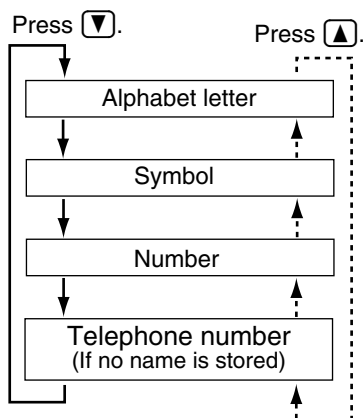 Press ▼.
Press ▲.
Alphabet letter
Symbol
Number
Telephone number
(If no name is stored)